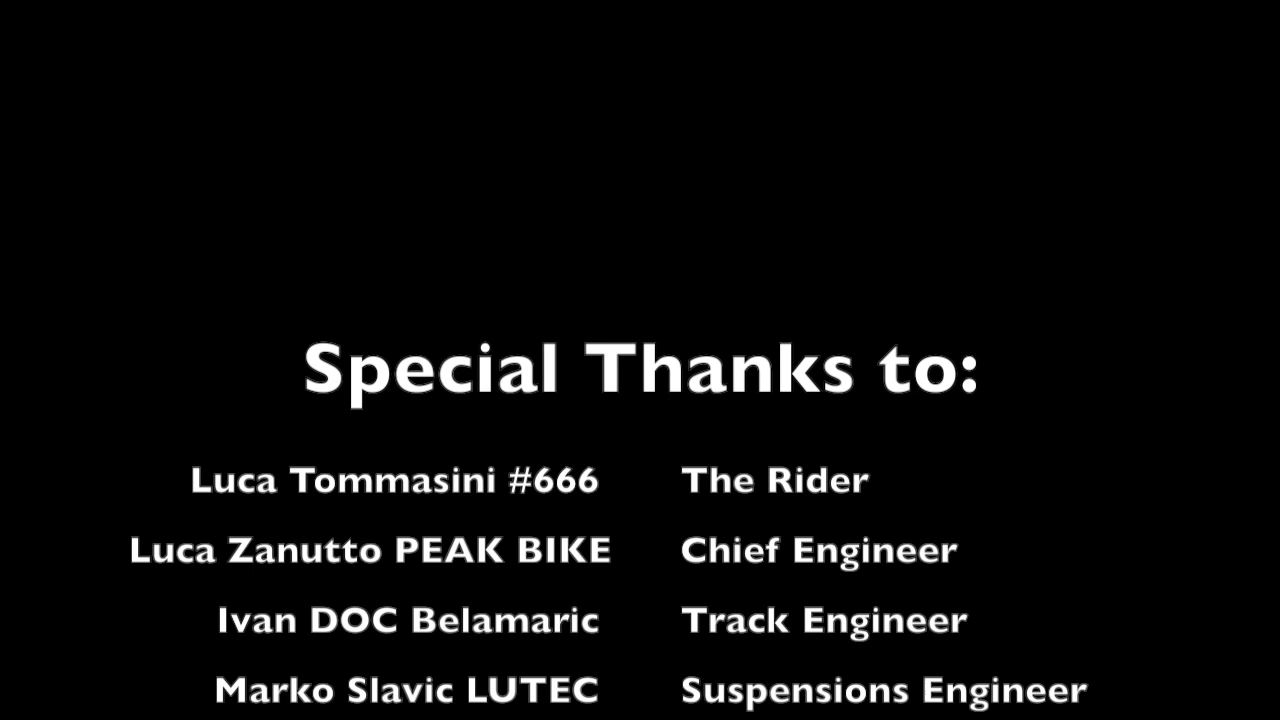 Special Thanks to:
Luca Tommasini #666 The Rider
Luca Zanutto PEAK BIKE Chief Engineer
Ivan DOC Belamaric Track Engineer
Marko Slavic LUTEC Suspensions Engineer